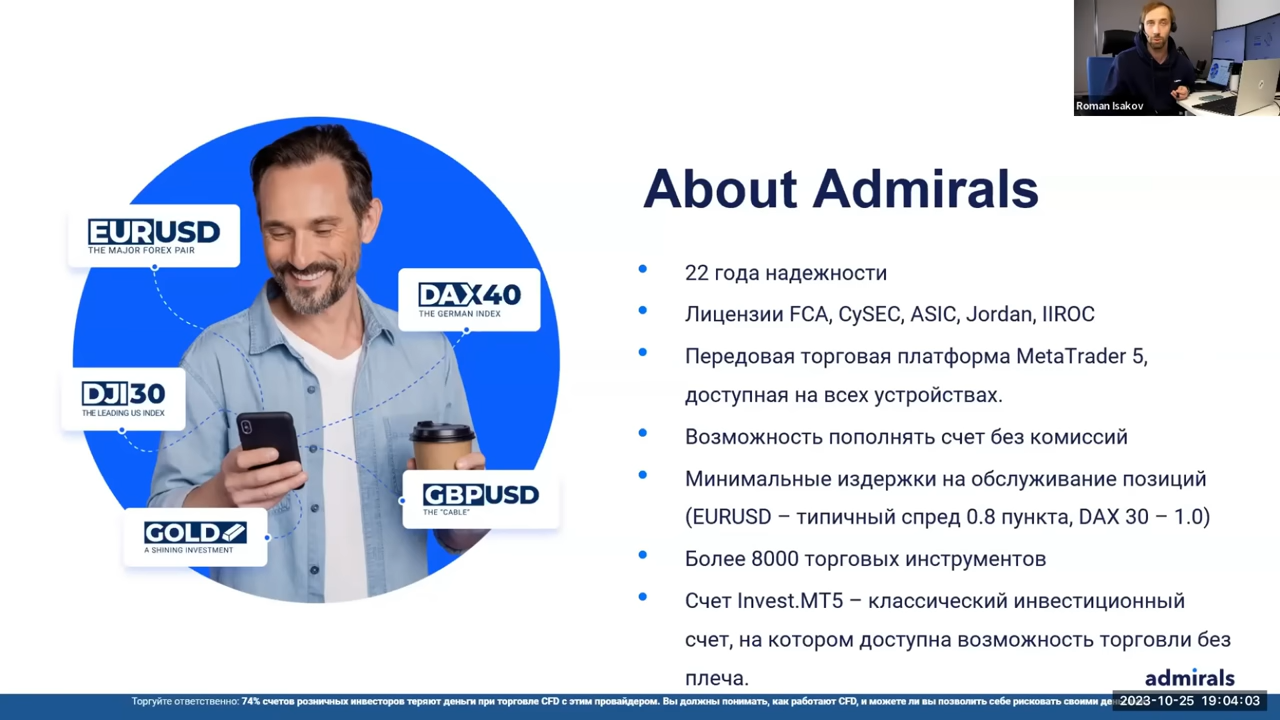 Roman Isakov
About Admirals
EURUSD
THE MAJOR FOREX PAIR
DAX40
THE GERMAN INDEX
DJI30
THE LEADING US INDEX
GBPUSD
THE "CABLE"
GOLD
A SHINING INVESTMENT
22 года надежности
Лицензии FCA, CySEC, ASIC, Jordan, IIROC
Передовая торговая платформа MetaTrader 5,
доступная на всех устройствах.
Возможность пополнять счет без комиссий
Минимальные издержки на обслуживание позиций
(EURUSD – типичный спред 0.8 пункта, DAX 30 – 1.0)
Более 8000 торговых инструментов
Счет Invest.MT5 – классический инвестиционный
счет, на котором доступна возможность торговли без
плеча.
admirals
Торгуйте ответственно: 74% счетов розничных инвесторов теряют деньги при торговле CFD с этим провайдером. Вы должны понимать, как работают CFD, и можете ли вы позволить себе рисковать своими
2023-10-25 19:04:03